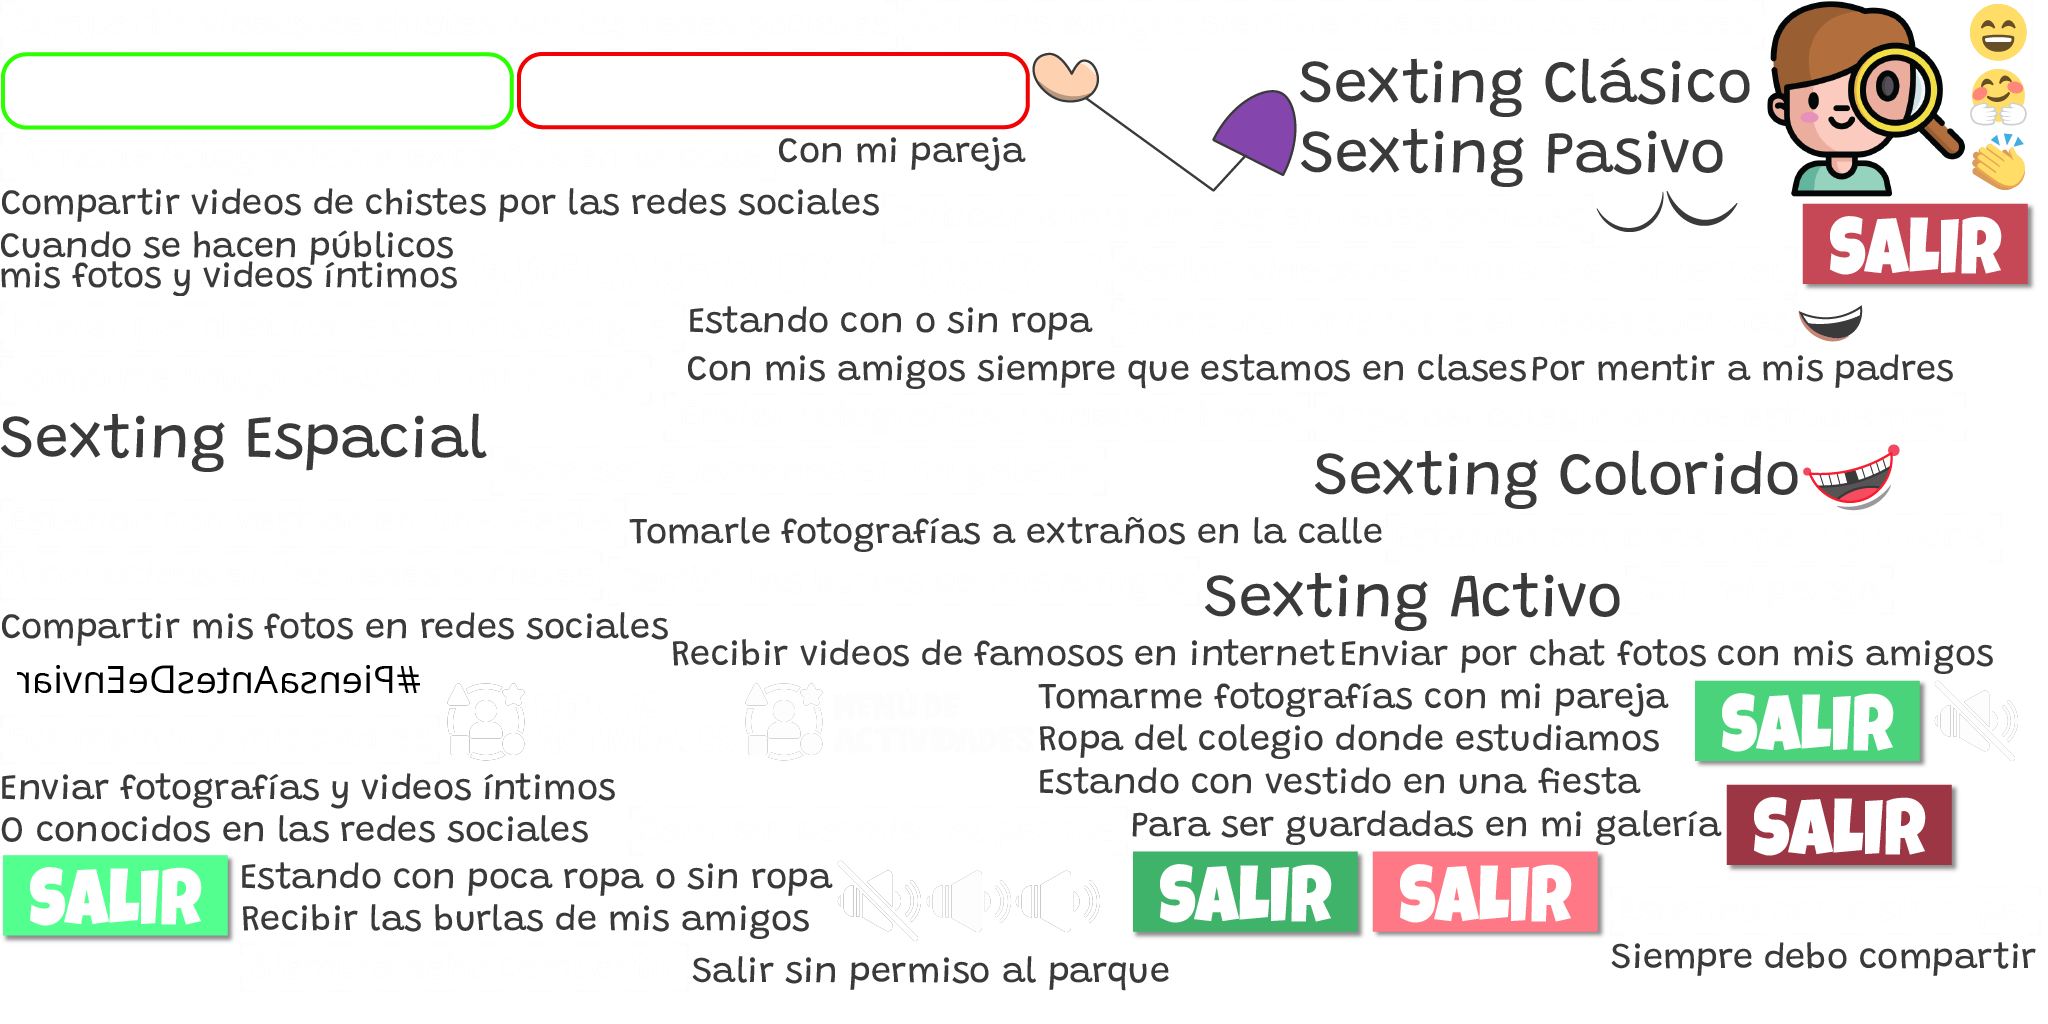 Sexting Clásico
Con mi pareja
Sexting Pasivo
Compartir videos de chistes por las redes sociales
SALIR
Cuando se hacen públicos
mis fotos y videos íntimos
Estando con o sin ropa
Con mis amigos siempre que estamos en clases
Por mentir a mis padres
Sexting Espacial
Sexting Colorido
Tomarle fotografías a extraños en la calle
Sexting Activo
Compartir mis fotos en redes sociales
Recibir videos de famosos en internet
Enviar por chat fotos con mis amigos
#PiensaAntesDeEnviar
Tomarme fotografías con mi pareja
SALIR
MENÚ DE
ACTIVIDADES
Ropa del colegio donde estudiamos
Enviar fotografías y videos íntimos
Estando con vestido en una fiesta
O conocidos en las redes sociales
Para ser guardadas en mi galería
SALIR
SALIR
Estando con poca ropa o sin ropa
SALIR
SALIR
Recibir las burlas de mis amigos
Siempre debo compartir
Salir sin permiso al parque